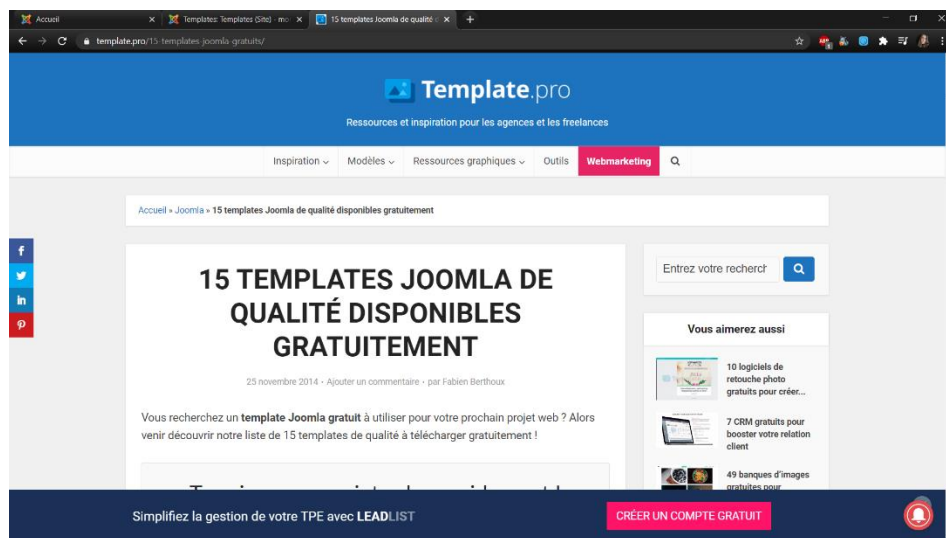 Accueil
Templates: Templates (Site) - mo
15 templates Joomla de qualité
template.pro/15-templates-joomla-gratuits/
Template.pro
Ressources et inspiration pour les agences et les freelances
Inspiration
Modèles
Ressources graphiques
Outils
Webmarketing
Accueil » Joomla » 15 templates Joomla de qualité disponibles gratuitement
15 TEMPLATES JOOMLA DE
QUALITÉ DISPONIBLES
GRATUITEMENT
25 novembre 2014 • Ajouter un commentaire • par Fabien Berthoux
Vous recherchez un template Joomla gratuit à utiliser pour votre prochain projet web ? Alors
venir découvrir notre liste de 15 templates de qualité à télécharger gratuitement !
Entrez votre recherch
Vous aimerez aussi
10 logiciels de
retouche photo
gratuits pour créer...
7 CRM gratuits pour
booster votre relation
client
49 banques d'images
gratuites pour
Simplifiez la gestion de votre TPE avec LEADLIST
CRÉER UN COMPTE GRATUIT